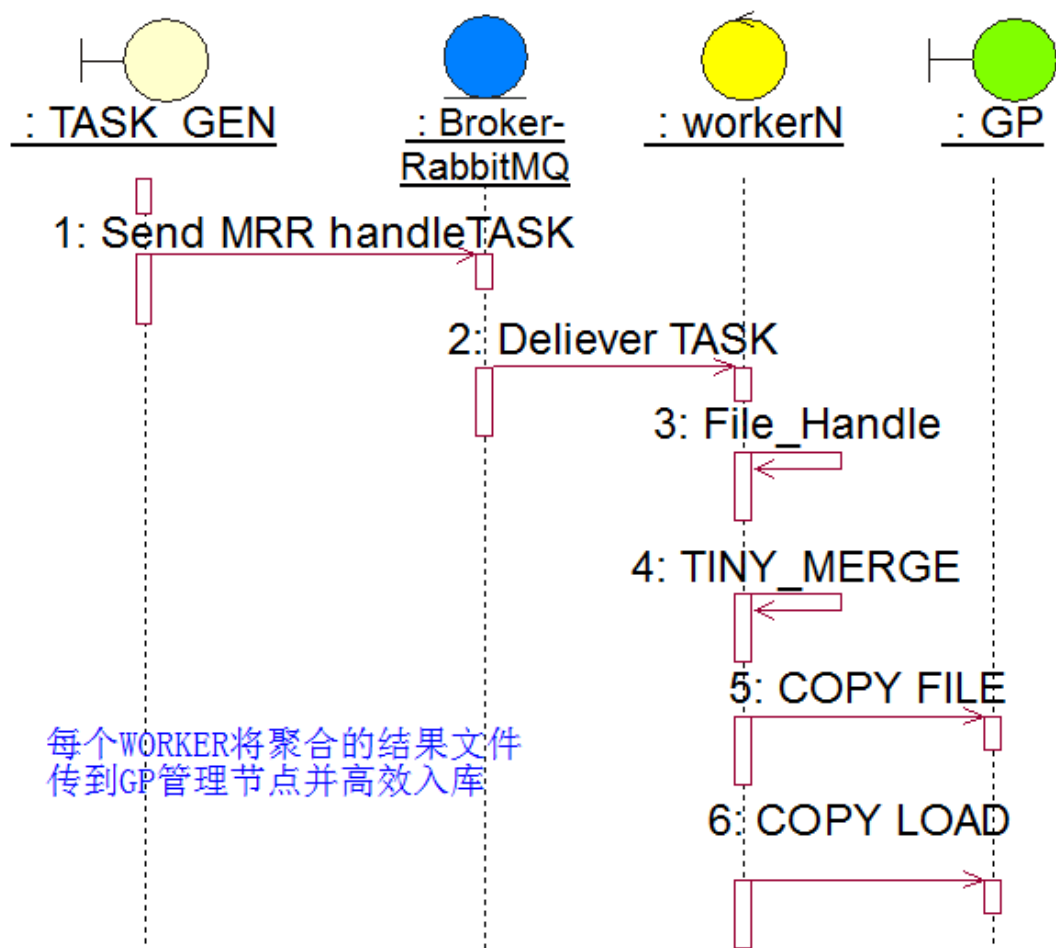 : TASK_GEN
: Broker-
RabbitMQ
: workerN
: GP
1: Send MRR handleTASK
2: Deliever TASK
3: File_Handle
4: TINY_MERGE
5: COPY FILE
每个WORKER将聚合的结果文件
传到GP管理节点并高效入库
6: COPY LOAD